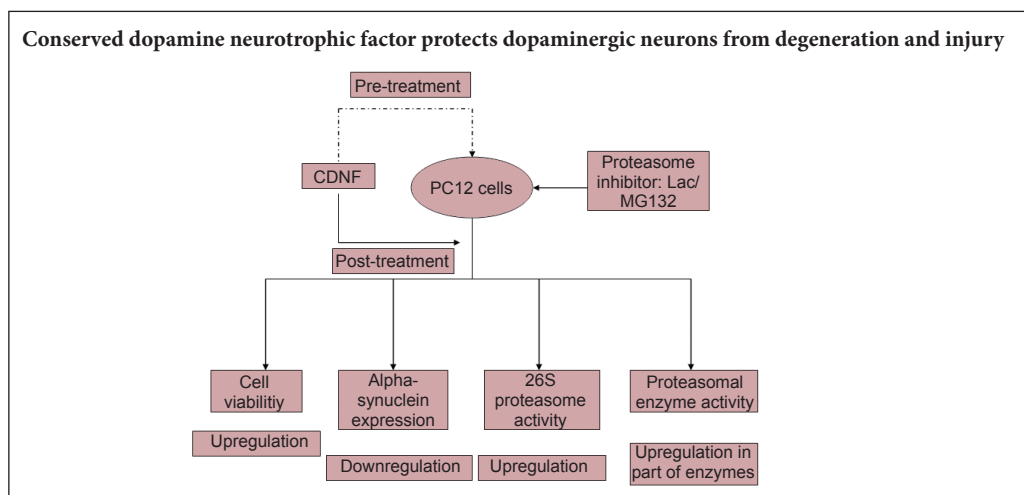 Conserved dopamine neurotrophic factor protects dopaminergic neurons from degeneration and injury
Pre-treatment
CDNF
PC12 cells
Proteasome
inhibitor: Lac/
MG132
Post-treatment
Cell
viabilitiy
Alpha-
synuclein
expression
26S
proteasome
activity
Proteasomal
enzyme activity
Upregulation
Downregulation
Upregulation
Upregulation in
part of enzymes